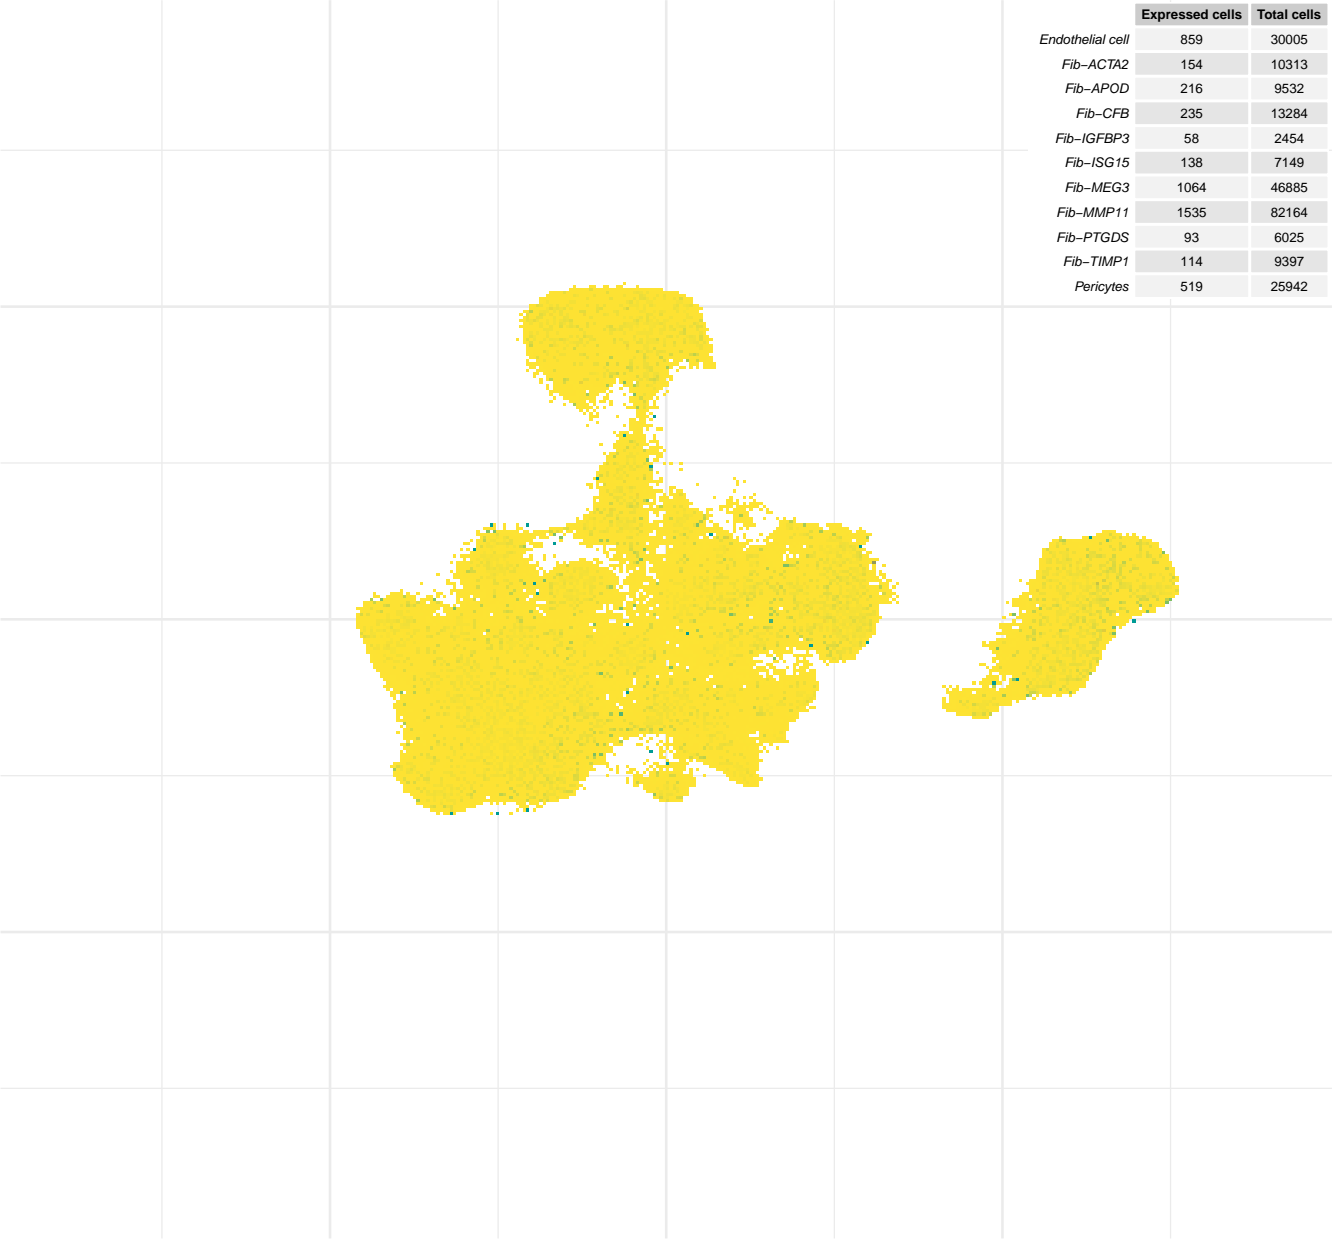 Expressed cells Total cells
Endothelial cell 859 30005
Fib−ACTA2 154 10313
Fib−APOD 216 9532
Fib−CFB 235 13284
Fib−IGFBP3 58 2454
Fib−ISG15 138 7149
Fib−MEG3 1064 46885
Fib−MMP11 1535 82164
Fib−PTGDS 93 6025
Fib−TIMP1 114 9397
Pericytes 519 25942